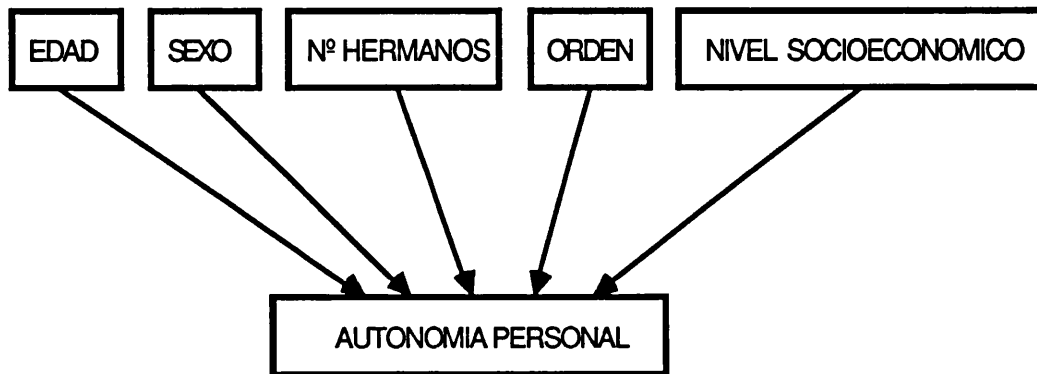 EDAD SEXO Nº HERMANOS ORDEN NIVEL SOCIOECONOMICO
AUTONOMIA PERSONAL